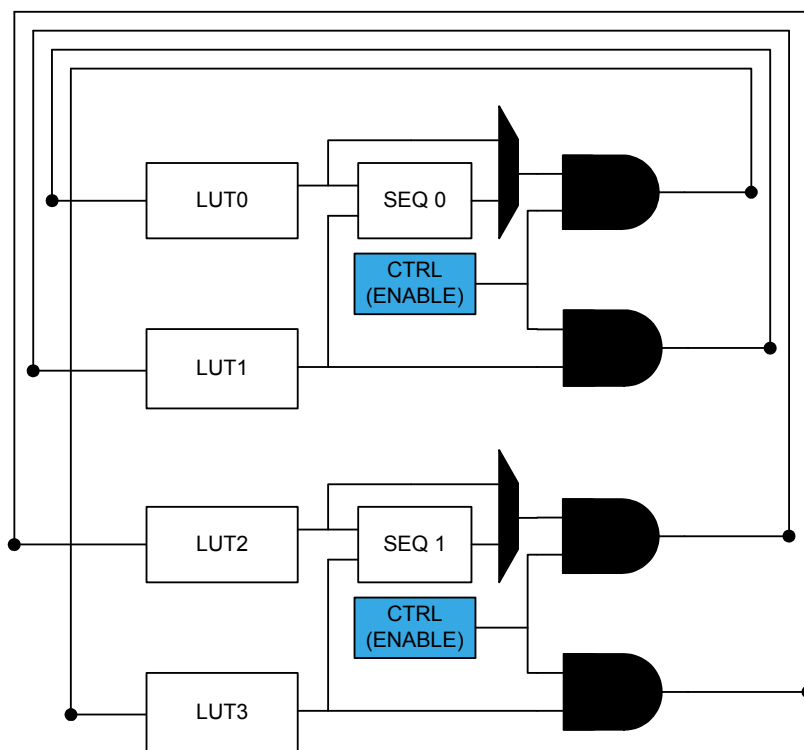 LUT0
SEQ 0
CTRL
(ENABLE)
LUT1
LUT2
SEQ 1
CTRL
(ENABLE)
LUT3